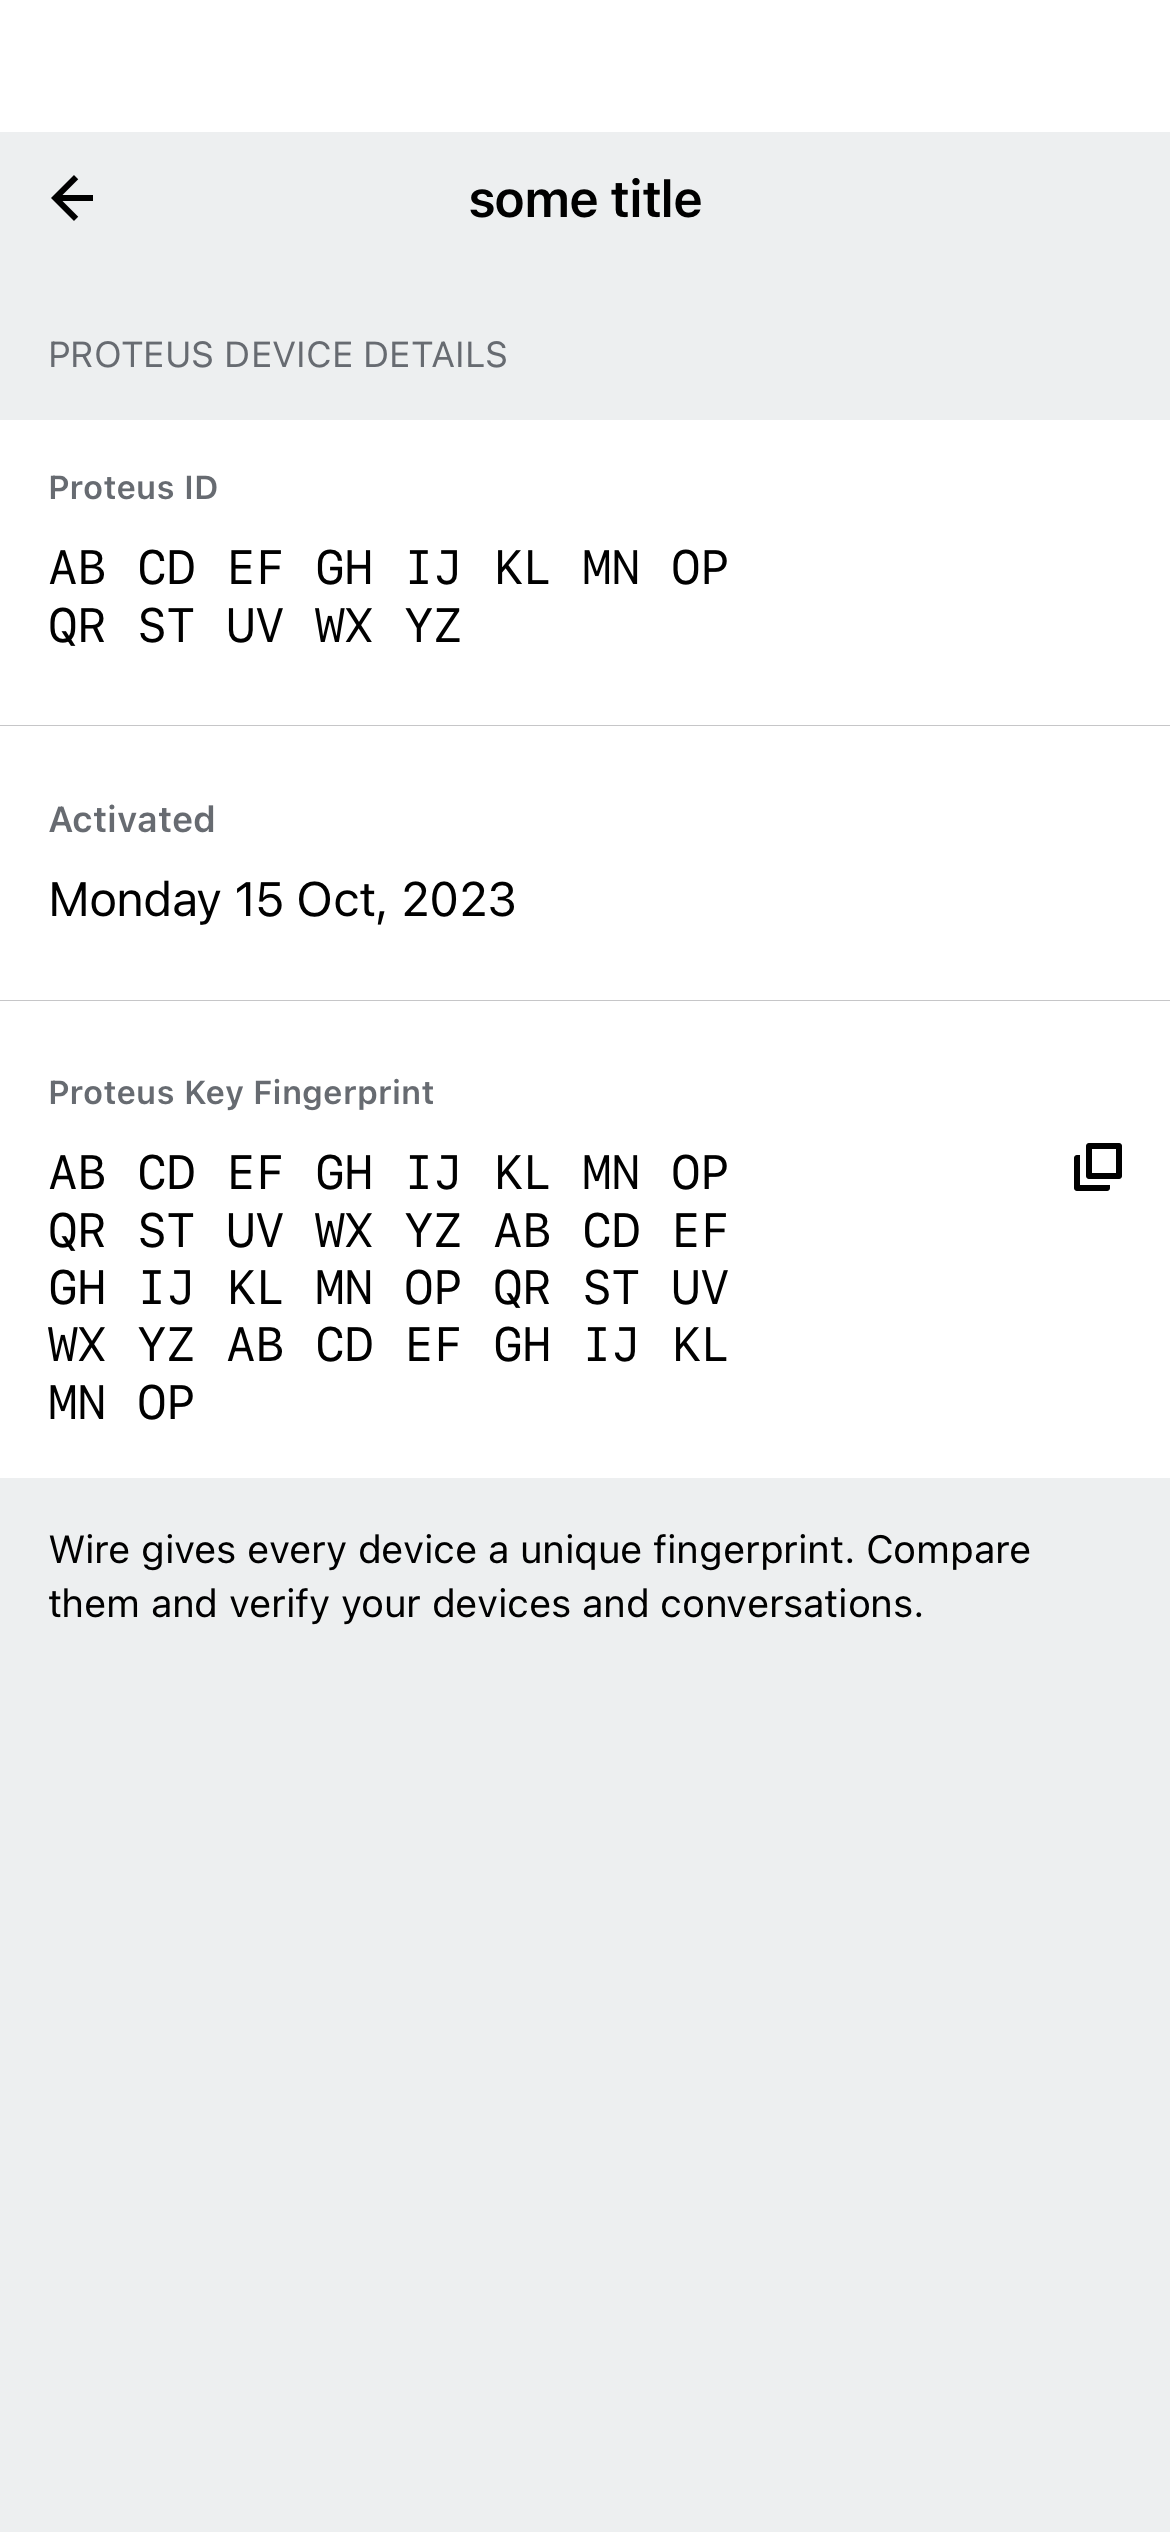 some title
PROTEUS DEVICE DETAILS
Proteus ID
AB CD EF GH IJ KL MN OP
QR ST UV WX YZ
Activated
Monday 15 Oct, 2023
Proteus Key Fingerprint
AB CD EF GH IJ KL MN OP
QR ST UV WX YZ AB CD EF
GH IJ KL MN OP QR ST UV
WX YZ AB CD EF GH IJ KL
MN OP
Wire gives every device a unique fingerprint. Compare
them and verify your devices and conversations.